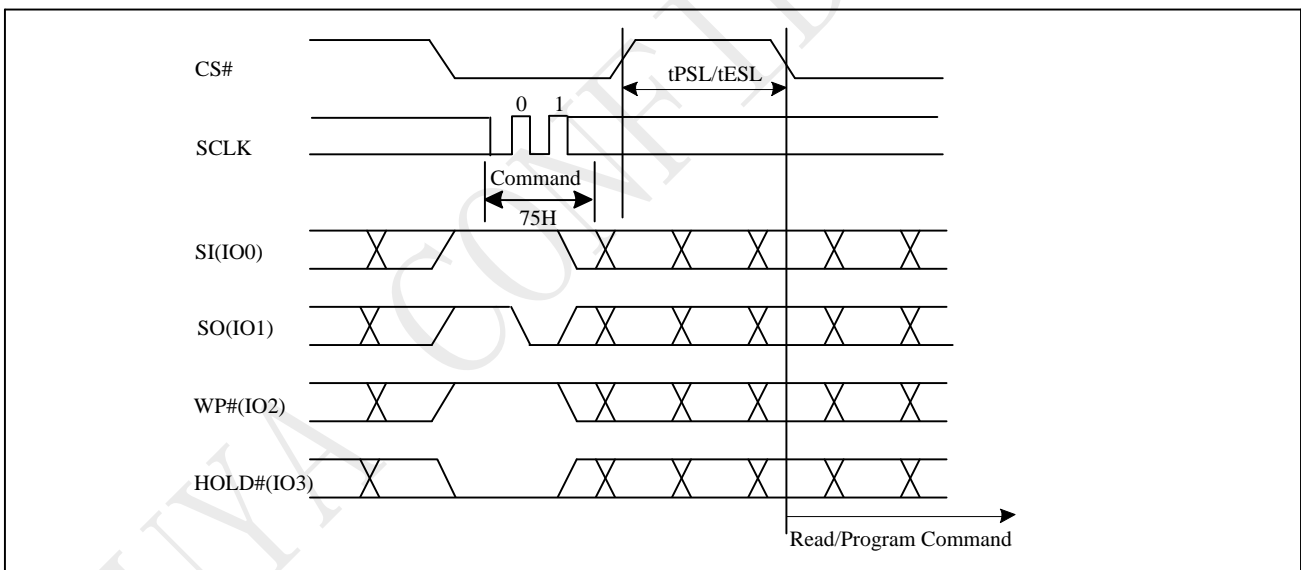 CS#
tPSL/tESL
0 1
SCLK
Command
75H
SI(IO0)
SO(IO1)
WP#(IO2)
HOLD#(IO3)
Read/Program Command